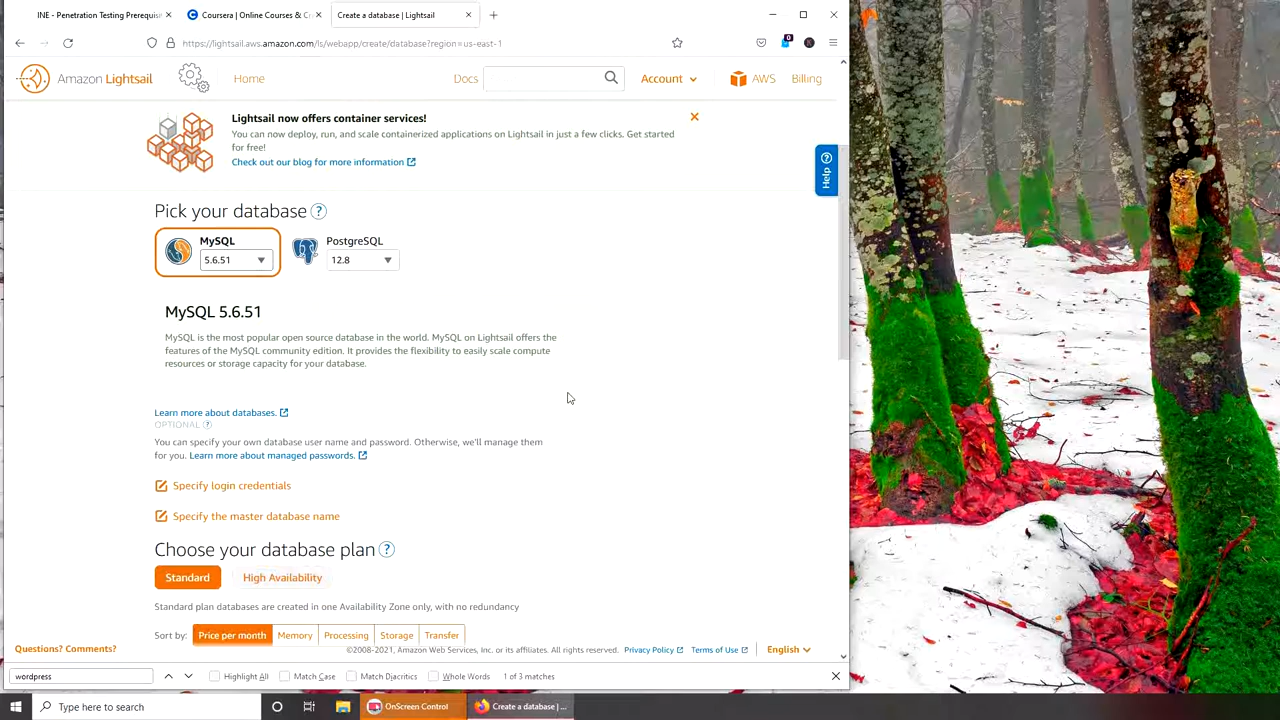 INE - Penetration Testing Prerequisi
Coursera | Online Courses & Cr
Create a database | Lightsail
https://lightsail.aws.amazon.com/ls/webapp/create/database?region=us-east-1
0
Amazon Lightsail
Home
Docs
Account
AWS
Billing
Lightsail now offers container services!
You can now deploy, run, and scale containerized applications on Lightsail in just a few clicks. Get started
for free!
Check out our blog for more information
Help
Pick your database
MySQL
5.6.51
PostgreSQL
12.8
MySQL 5.6.51
MySQL is the most popular open source database in the world. MySQL on Lightsail offers the
features of the MySQL community edition. It provides the flexibility to easily scale compute
resources or storage capacity for your database.
Learn more about databases.
OPTIONAL
You can specify your own database user name and password. Otherwise, we'll manage them
for you. Learn more about managed passwords.
Specify login credentials
Specify the master database name
Choose your database plan
Standard
High Availability
Standard plan databases are created in one Availability Zone only, with no redundancy
Sort by: Price per month Memory Processing Storage Transfer
Questions? Comments?
©2008-2021, Amazon Web Services, Inc. or its affiliates. All rights reserved.
Privacy Policy
Terms of Use
English
wordpress
Highlight All
Match Case
Match Diacritics
Whole Words
1 of 3 matches
Type here to search
OnScreen Control
Create a database | ...